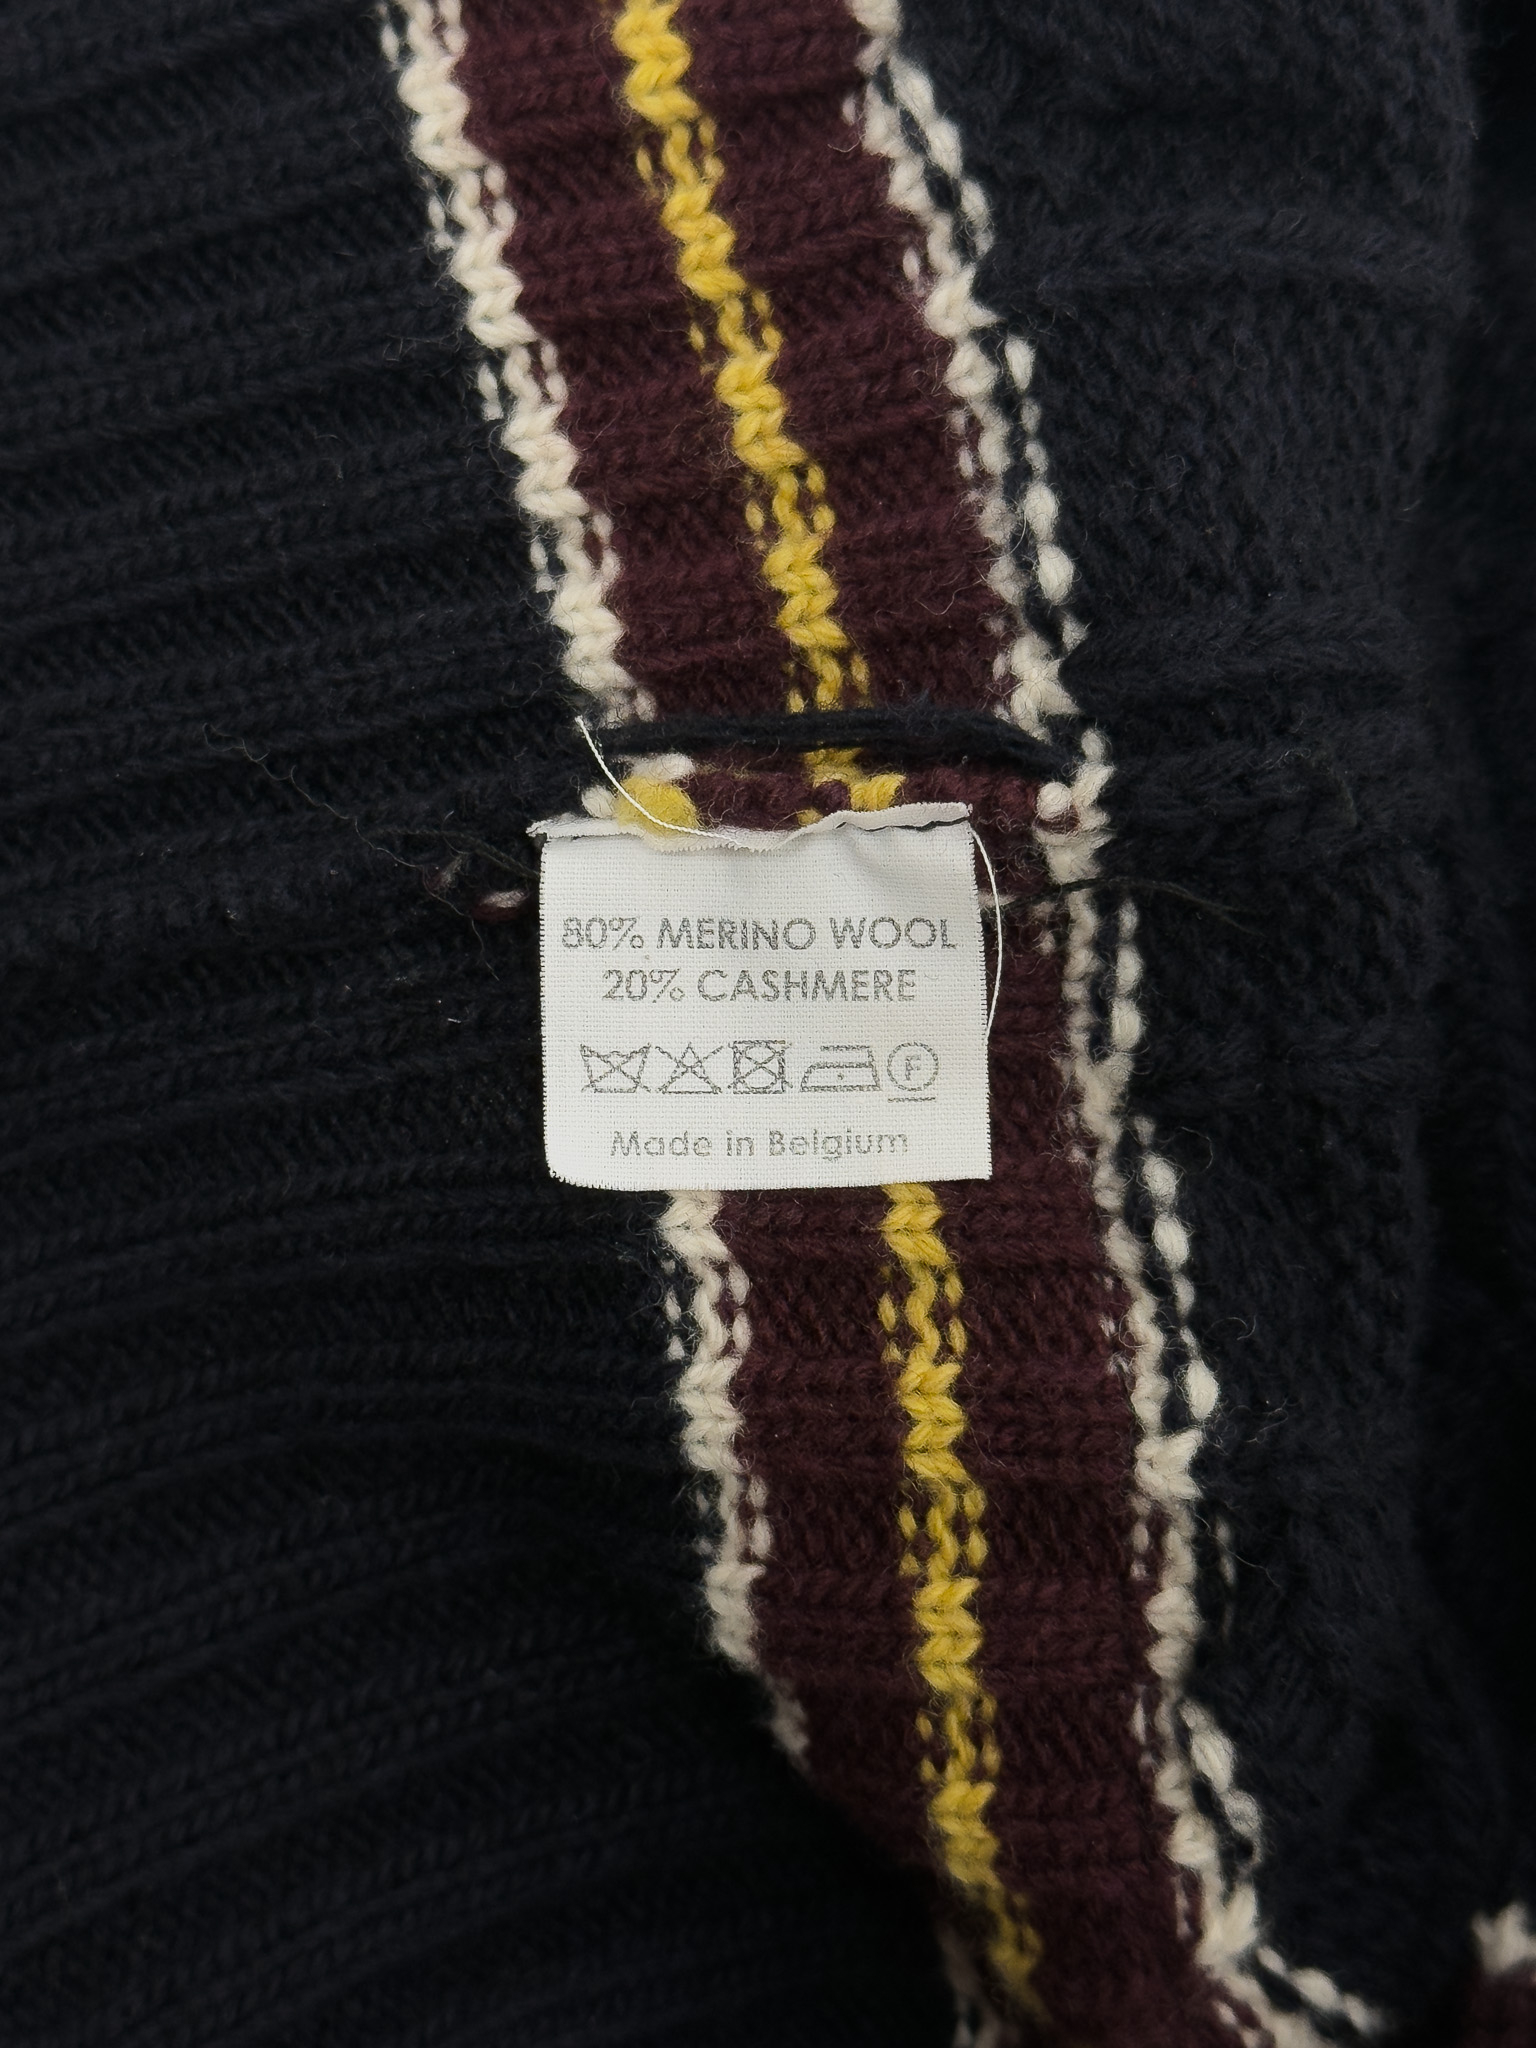 80% MERINO WOOL
20% CASHMERE
F
Made in Belgium